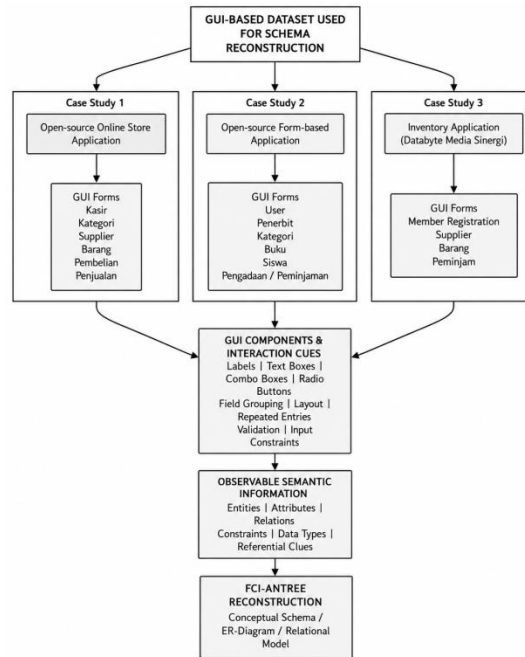 GUI-BASED DATASET USED
FOR SCHEMA
RECONSTRUCTION
Case Study 1
Open-source Online Store
Application
GUI Forms
Kasir
Kategori
Supplier
Barang
Pembelian
Penjualan
Case Study 2
Open-source Form-based
Application
GUI Forms
User
Penerbit
Kategori
Buku
Siswa
Pengadaan / Peminjaman
Case Study 3
Inventory Application
(Databyte Media Sinergi)
GUI Forms
Member Registration
Supplier
Barang
Peminjam
GUI COMPONENTS &
INTERACTION CUES
Labels | Text Boxes |
Combo Boxes | Radio
Buttons
Field Grouping | Layout |
Repeated Entries
Validation | Input
Constraints
OBSERVABLE SEMANTIC
INFORMATION
Entities | Attributes |
Relations
Constraints | Data Types |
Referential Clues
FCI-ANTREE
RECONSTRUCTION
Conceptual Schema /
ER-Diagram / Relational
Model